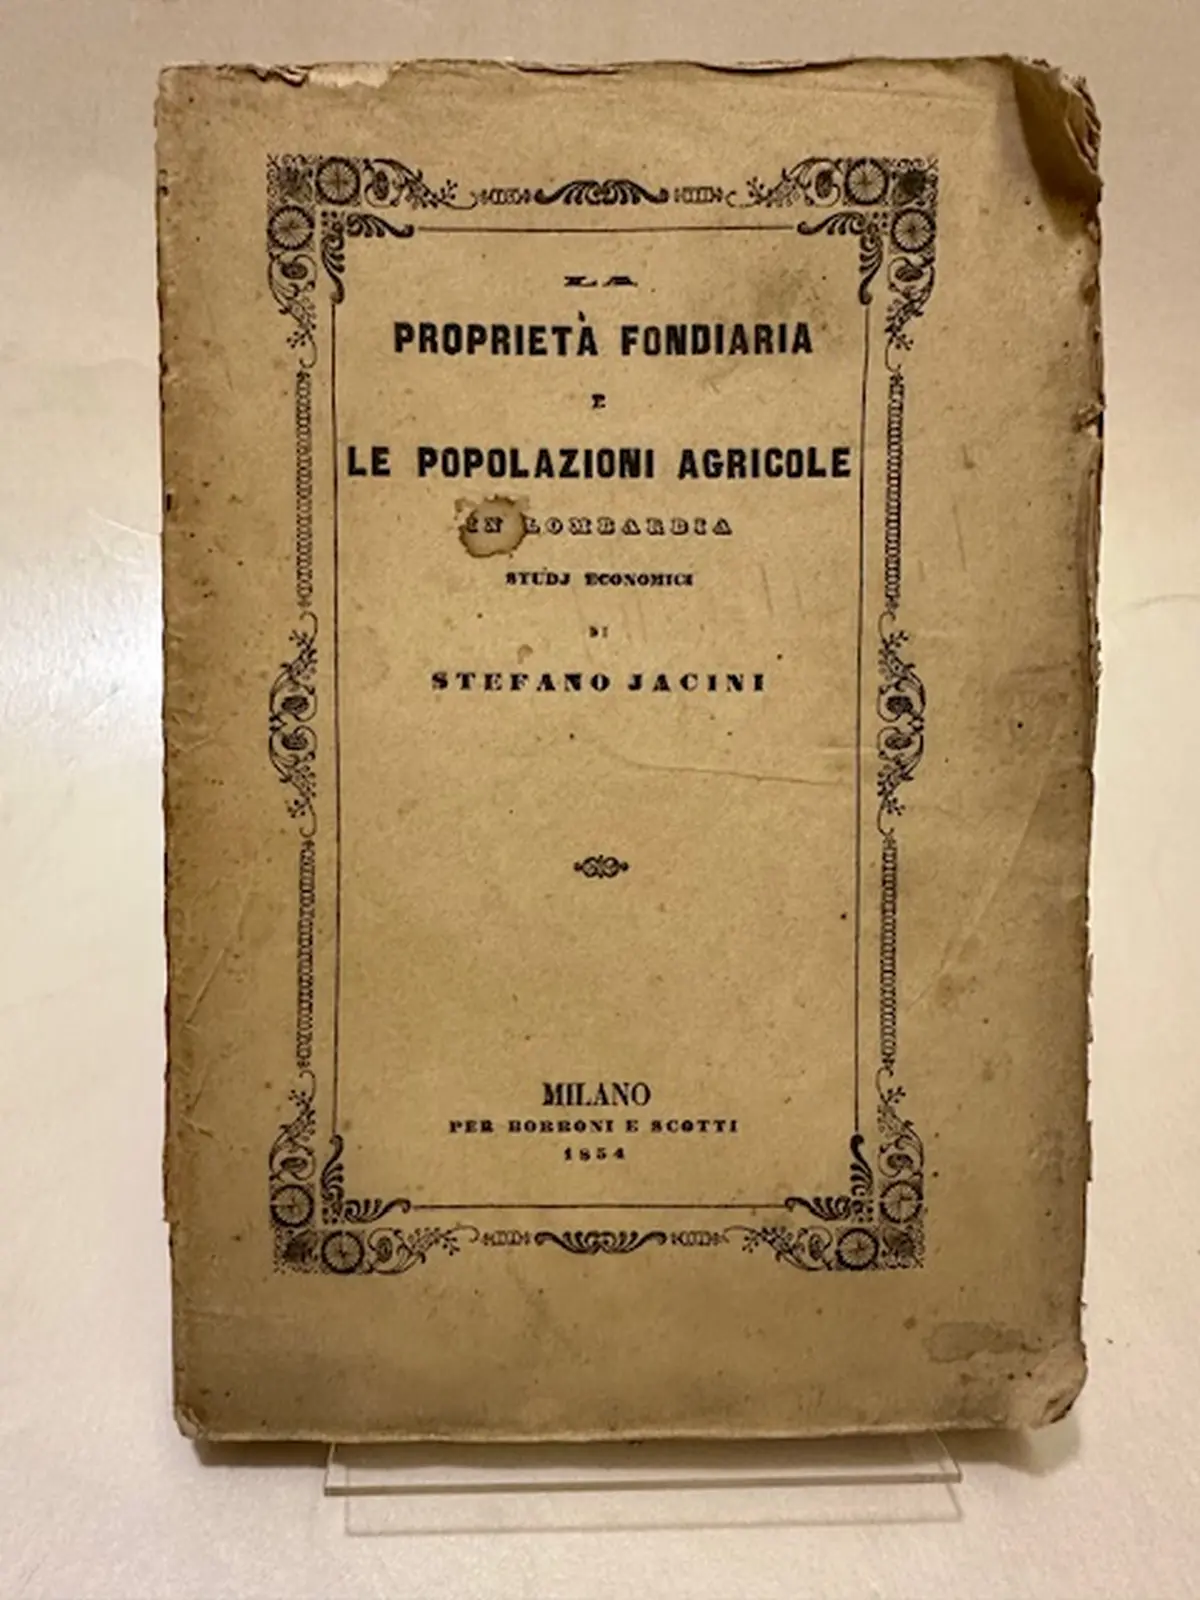 LA
PROPRIETÀ FONDIARIA
E
LE POPOLAZIONI AGRICOLE
IN LOMBARDIA
STUDJ ECONOMICI
DI
STEFANO JACINI
MILANO
PER BORRONI E SCOTTI
1854